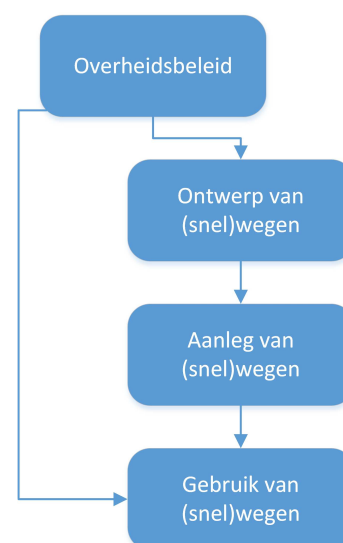 Overheidsbeleid
Ontwerp van
(snel)wegen
Aanleg van
(snel)wegen
Gebruik van
(snel)wegen